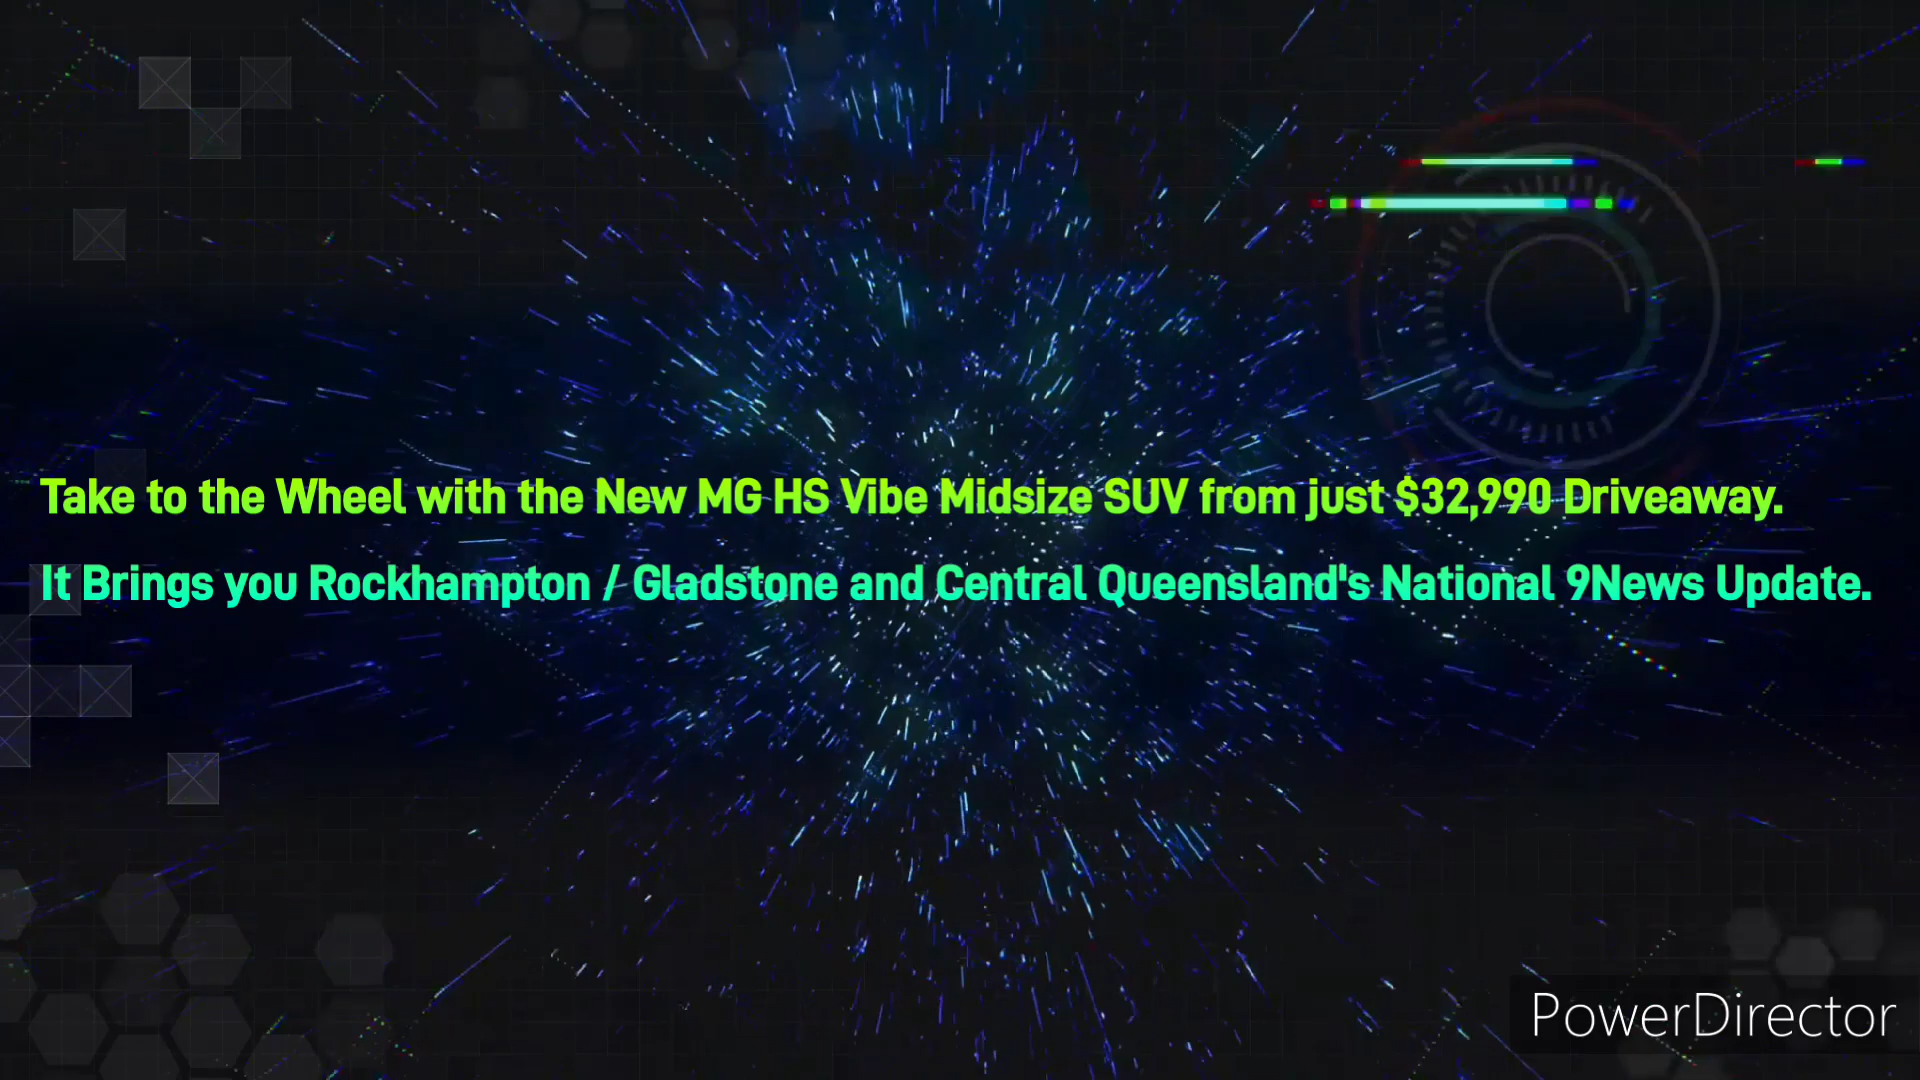 Take to the Wheel with the New MG HS Vibe Midsize SUV from just $32,990 Driveaway.
It Brings you Rockhampton / Gladstone and Central Queensland's National 9News Update.
PowerDirector